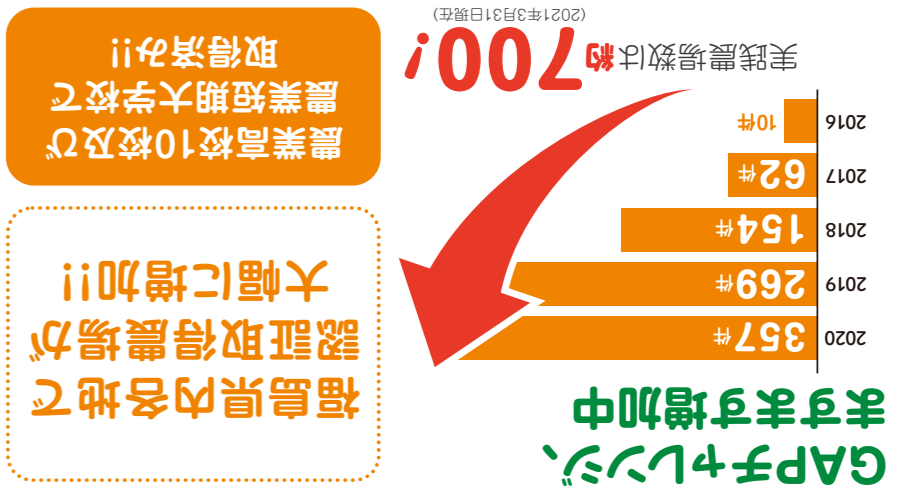 GAPチャレンジ、
ますます増加中
2020 357件
2019 269件
2018 154件
2017 62件
2016 10件
実践農場数は約700!
(2021年3月31日現在)
福島県内各地で
認証取得農場が
大幅に増加!!
農業高校10校及び
農業短期大学校で
取得済み!!